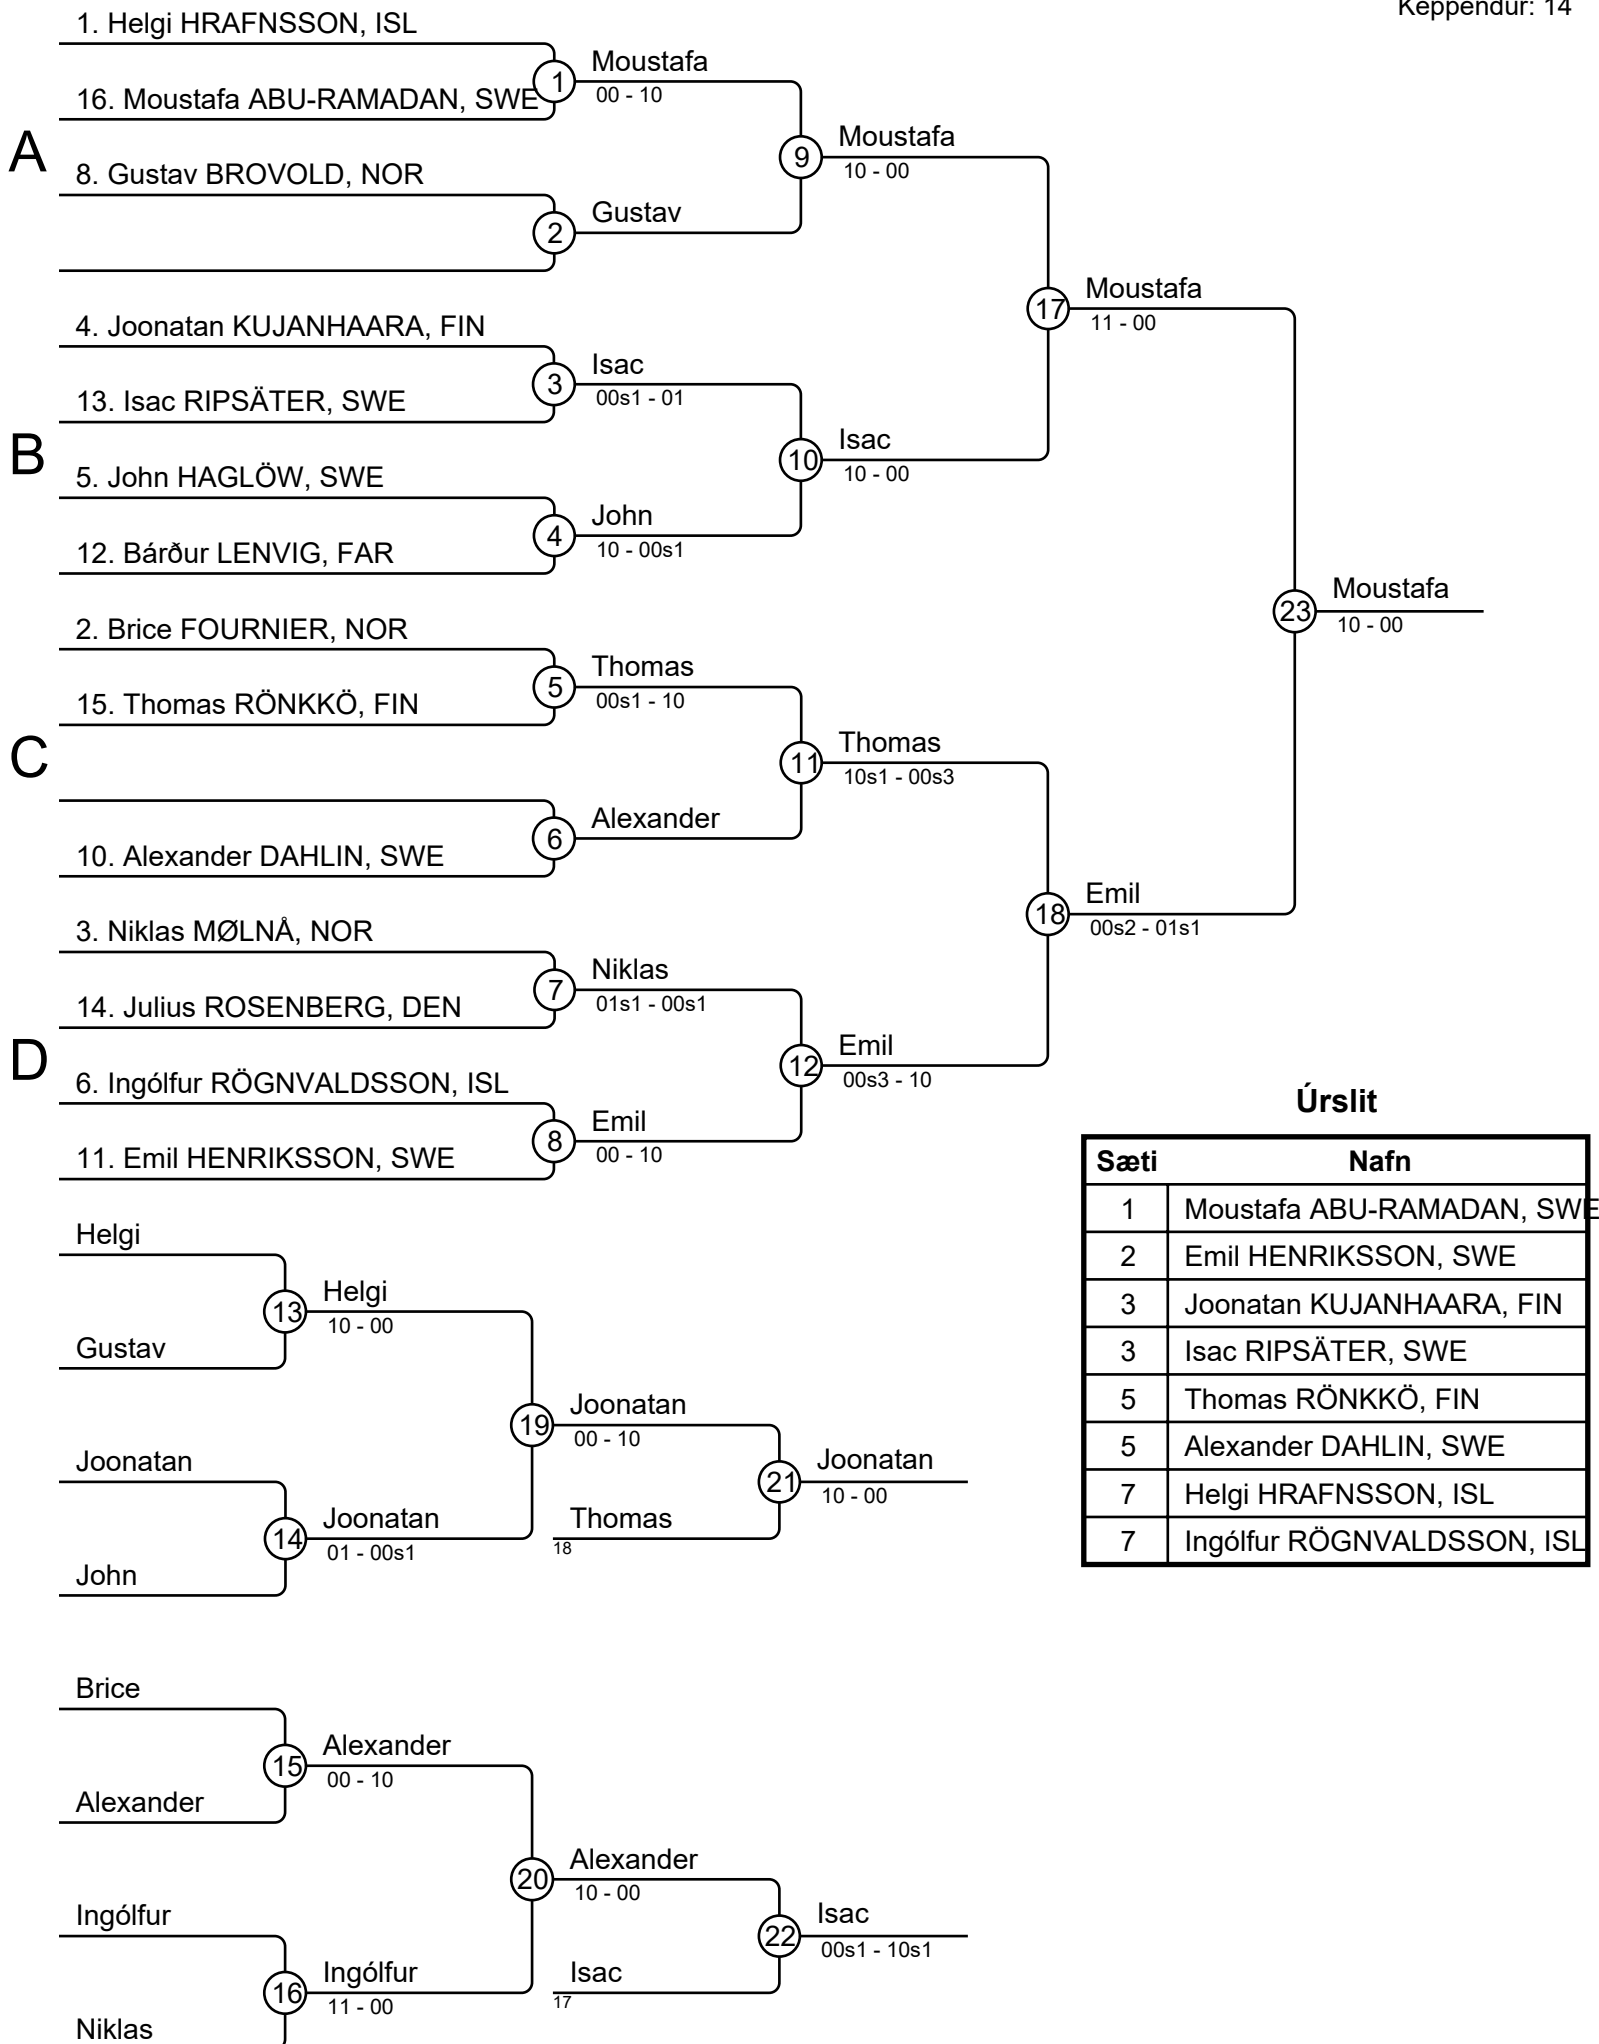 Keppendur: 14
1. Helgi HRAFNSSON, ISL
1
Moustafa
00 - 10
16. Moustafa ABU-RAMADAN, SWE
A
9
Moustafa
10 - 00
8. Gustav BROVOLD, NOR
2
Gustav
17
Moustafa
11 - 00
4. Joonatan KUJANHAARA, FIN
3
Isac
00s1 - 01
13. Isac RIPSÄTER, SWE
B
10
Isac
10 - 00
5. John HAGLÖW, SWE
4
John
10 - 00s1
12. Bárður LENVIG, FAR
23
Moustafa
10 - 00
2. Brice FOURNIER, NOR
5
Thomas
00s1 - 10
15. Thomas RÖNKKÖ, FIN
C
11
Thomas
10s1 - 00s3
6
Alexander
10. Alexander DAHLIN, SWE
18
Emil
00s2 - 01s1
3. Niklas MØLNÅ, NOR
7
Niklas
01s1 - 00s1
14. Julius ROSENBERG, DEN
D
12
Emil
00s3 - 10
6. Ingólfur RÖGNVALDSSON, ISL
8
Emil
00 - 10
11. Emil HENRIKSSON, SWE
Úrslit
Sæti Nafn
1 Moustafa ABU-RAMADAN, SWE
2 Emil HENRIKSSON, SWE
3 Joonatan KUJANHAARA, FIN
3 Isac RIPSÄTER, SWE
5 Thomas RÖNKKÖ, FIN
5 Alexander DAHLIN, SWE
7 Helgi HRAFNSSON, ISL
7 Ingólfur RÖGNVALDSSON, ISL
Helgi
13
Helgi
10 - 00
Gustav
19
Joonatan
00 - 10
Joonatan
14
Joonatan
01 - 00s1
John
Thomas
18
21
Joonatan
10 - 00
Brice
15
Alexander
00 - 10
Alexander
20
Alexander
10 - 00
Ingólfur
16
Ingólfur
11 - 00
Niklas
Isac
17
22
Isac
00s1 - 10s1